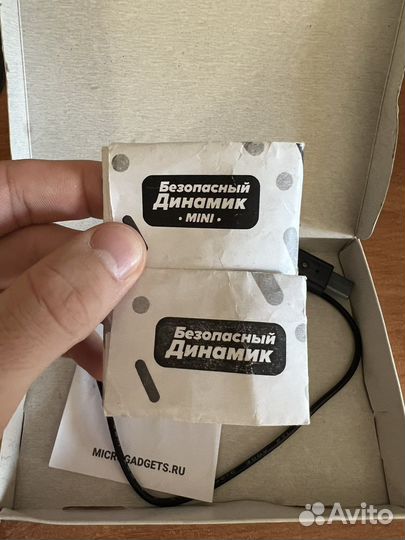 Безопасный
Динамик
• MINI •
Безопасный
Динамик
MICROGADGETS.RU
Avito